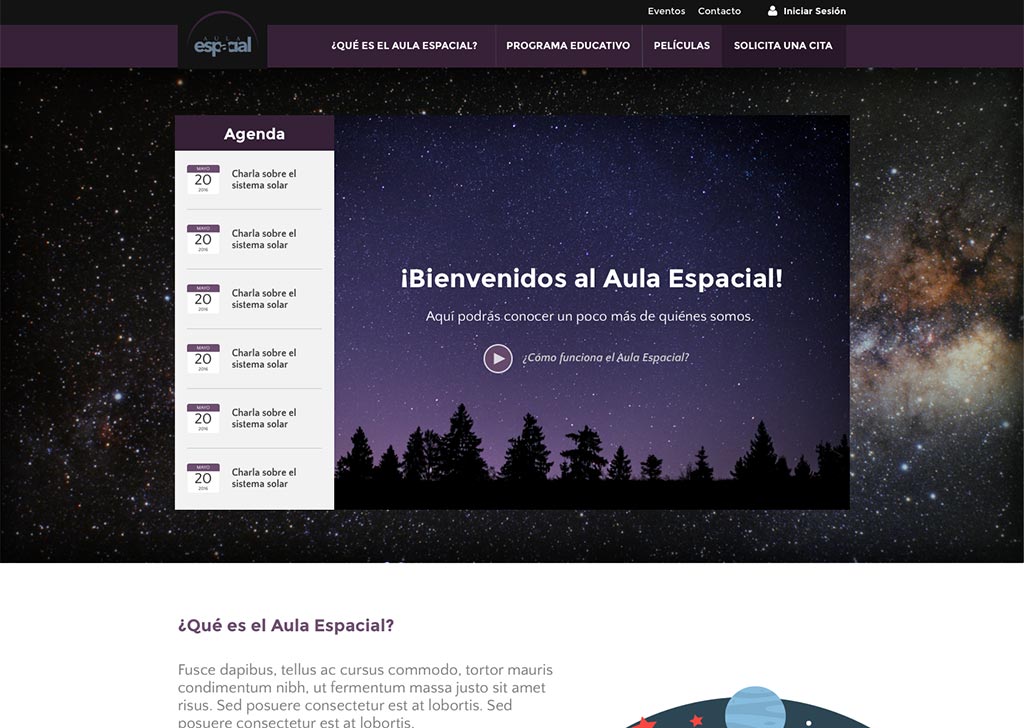 Eventos Contacto Iniciar Sesión
AULA
espacial
¿QUÉ ES EL AULA ESPACIAL? PROGRAMA EDUCATIVO PELÍCULAS SOLICITA UNA CITA
Agenda
MAYO
20
2016
Charla sobre el
sistema solar
MAYO
20
2016
Charla sobre el
sistema solar
MAYO
20
2016
Charla sobre el
sistema solar
MAYO
20
2016
Charla sobre el
sistema solar
MAYO
20
2016
Charla sobre el
sistema solar
MAYO
20
2016
Charla sobre el
sistema solar
¡Bienvenidos al Aula Espacial!
Aquí podrás conocer un poco más de quiénes somos.
¿Cómo funciona el Aula Espacial?
¿Qué es el Aula Espacial?
Fusce dapibus, tellus ac cursus commodo, tortor mauris
condimentum nibh, ut fermentum massa justo sit amet
risus. Sed posuere consectetur est at lobortis. Sed
posuere consectetur est at lobortis.